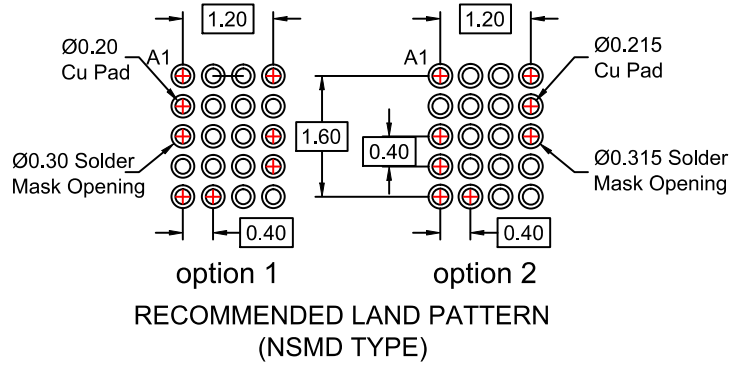 1.20
1.20
Ø0.20
Cu Pad
A1
A1
Ø0.215
Cu Pad
1.60
0.40
Ø0.30 Solder
Mask Opening
Ø0.315 Solder
Mask Opening
0.40
0.40
option 1
option 2
RECOMMENDED LAND PATTERN
(NSMD TYPE)